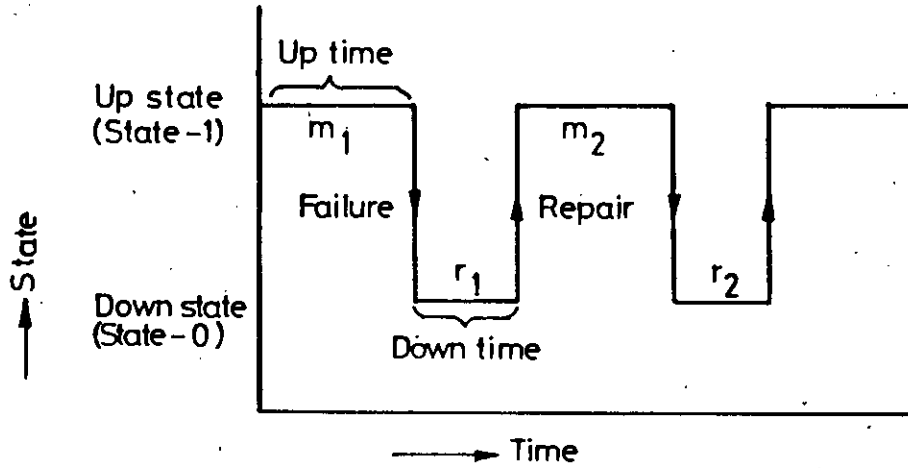 Up time
Up state
(State-1)
m1
m2
Failure
Repair
State
r1
r2
Down state
(State-0)
Down time
Time